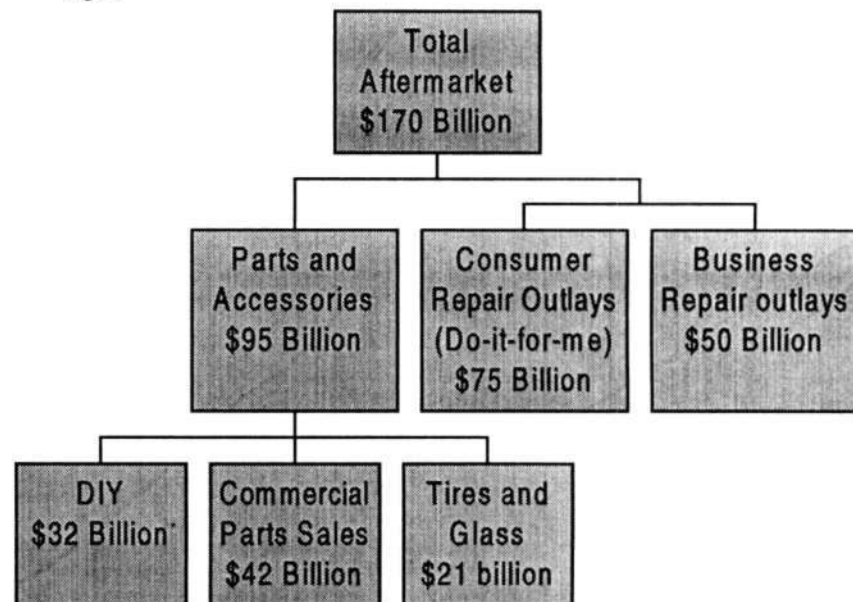 Total
Aftermarket
$170 Billion
Parts and
Accessories
$95 Billion
Consumer
Repair Outlays
(Do-it-for-me)
$75 Billion
Business
Repair outlays
$50 Billion
DIY
$32 Billion*
Commercial
Parts Sales
$42 Billion
Tires and
Glass
$21 billion